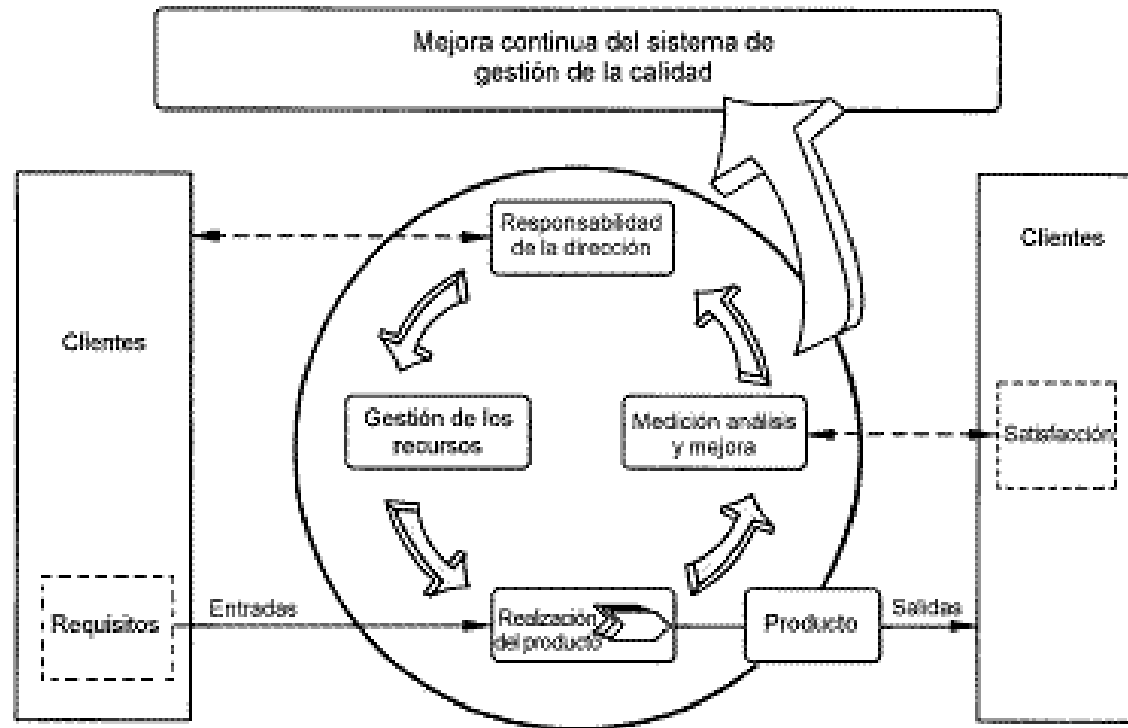 Mejora continua del sistema de
gestión de la calidad
Responsabilidad
de la dirección
Clientes
Clientes
Gestión de los
recursos
Medición análisis
y mejora
Satisfacción
Requisitos
Entradas
Realzación
del producto
Producto
Salidas